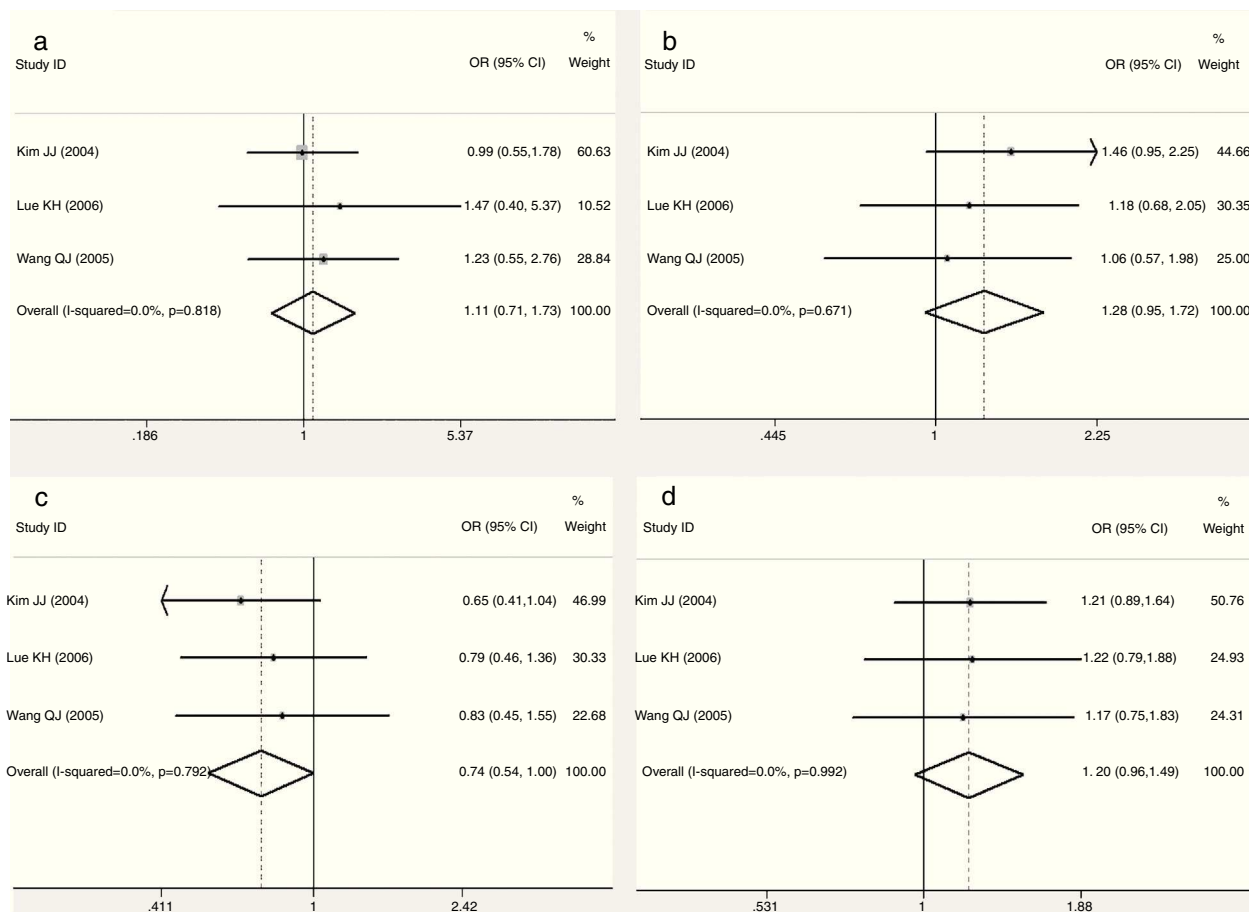 a
%
Study ID OR (95% CI) Weight
Kim JJ (2004) 0.99 (0.55,1.78) 60.63
Lue KH (2006) 1.47 (0.40, 5.37) 10.52
Wang QJ (2005) 1.23 (0.55, 2.76) 28.84
Overall (I-squared=0.0%, p=0.818) 1.11 (0.71, 1.73) 100.00
.186 1 5.37
b
%
Study ID OR (95% CI) Weight
Kim JJ (2004) 1.46 (0.95, 2.25) 44.66
Lue KH (2006) 1.18 (0.68, 2.05) 30.35
Wang QJ (2005) 1.06 (0.57, 1.98) 25.00
Overall (I-squared=0.0%, p=0.671) 1.28 (0.95, 1.72) 100.00
.445 1 2.25
c
%
Study ID OR (95% CI) Weight
Kim JJ (2004) 0.65 (0.41,1.04) 46.99
Lue KH (2006) 0.79 (0.46, 1.36) 30.33
Wang QJ (2005) 0.83 (0.45, 1.55) 22.68
Overall (I-squared=0.0%, p=0.792) 0.74 (0.54, 1.00) 100.00
.411 1 2.42
d
%
Study ID OR (95% CI) Weight
Kim JJ (2004) 1.21 (0.89,1.64) 50.76
Lue KH (2006) 1.22 (0.79,1.88) 24.93
Wang QJ (2005) 1.17 (0.75,1.83) 24.31
Overall (I-squared=0.0%, p=0.992) 1.20 (0.96,1.49) 100.00
.531 1 1.88